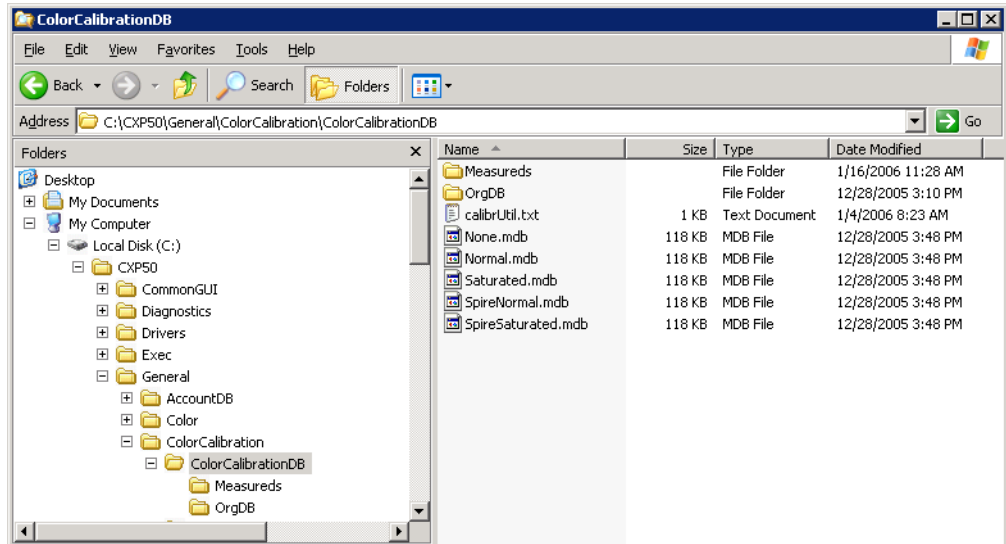 ColorCalibrationDB
File Edit View Favorites Tools Help
Back Search Folders
Address C:\CXP50\General\ColorCalibration\ColorCalibrationDB Go
Folders
Desktop
My Documents
My Computer
Local Disk (C:)
CXP50
CommonGUI
Diagnostics
Drivers
Exec
General
AccountDB
Color
ColorCalibration
ColorCalibrationDB
Measureds
OrgDB
Name Size Type Date Modified
Measureds File Folder 1/16/2006 11:28 AM
OrgDB File Folder 12/28/2005 3:10 PM
calibrUtil.txt 1 KB Text Document 1/4/2006 8:23 AM
None.mdb 118 KB MDB File 12/28/2005 3:48 PM
Normal.mdb 118 KB MDB File 12/28/2005 3:48 PM
Saturated.mdb 118 KB MDB File 12/28/2005 3:48 PM
SpireNormal.mdb 118 KB MDB File 12/28/2005 3:48 PM
SpireSaturated.mdb 118 KB MDB File 12/28/2005 3:48 PM